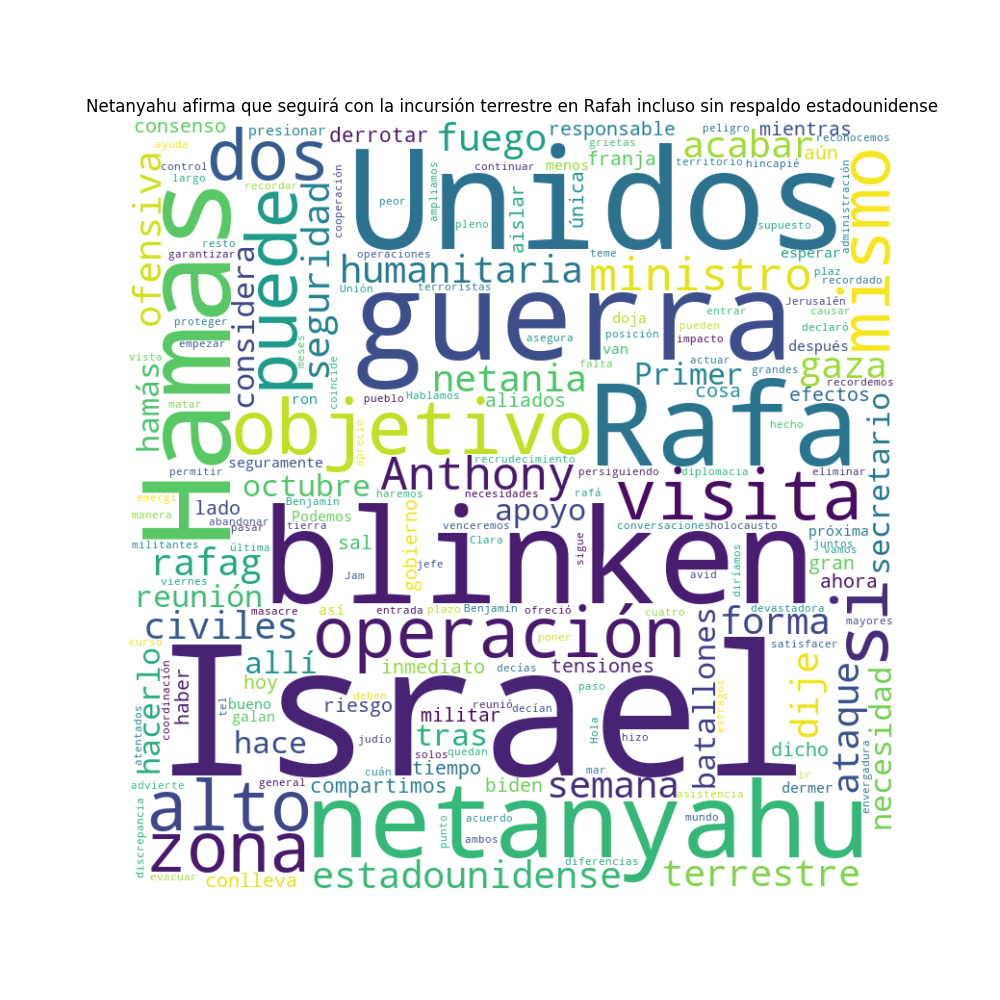 Netanyahu afirma que seguirá con la incursión terrestre en Rafah incluso sin respaldo estadounidense
consenso
ayuda
control
largo
presionar
derrotar
fuego
grietas
responsable
franja
peligro
mientras
reconocemos
acabar
aún
territorio
hincapié
dos
Unidos
ofensiva
Hamas
recordar
puede
seguridad
cooperación
peor
ampliamos
continuar
pleno
menos
aislar
única
supuesto
administración
mismo
resto
garantizar
considera
operaciones
teme
esperar
humanitaria
ministro
plaz
recordado
Unión
terroristas
guerra
Jerusalén
entrar
causar
proteger
empezar
doja
posición
pueden
declaró
asegura
van
impacto
actuar
después
vista
hamás
meses
coincide
falta
grandes
gaza
netania
Primer
cosa
recordemos
efectos
matar
ron
pueblo
Hablamos
aliados
Rafa
hecho
objetivo
aprecio
secretario
seguramente
recrudecimiento
persiguiendo
diplomacia
eliminar
permitir
Anthony
visita
emergi
manera
octubre
haremos
necesidades
rafá
lado
abandonar
pasar
Benjamín
tierra
Podemos
gobierno
venceremos
apoyo
conversaciones
holocausto
próxima
juntos
vamos
militantes
última
sal
Clara
sigue
diríamos
gran
rafag
viernes
jefe
Jam
blinken
avid
ahora
si
reunión
masacre
así
entrada
plazo
Benjamin
ofreció
cuatro
devastadora
mayores
civiles
curso
operación
poner
batallones
forma
satisfacer
hacerlo
coordinación
haber
allí
inmediato
decías
tensiones
dije
ataque
necesidad
hoy
bueno
galan
tel
riesgo
deben
militar
reunió
decían
paso
Hola
estragos
atentados
Israel
hace
judío
tras
solos
quedan
hizo
dicho
advierte
general
cuán
tiempo
mar
ir
compartimos
biden
semana
asistencia
dermer
envergadura
alto
netanyahu
punto
acuerdo
ambos
mundo
discrepancia
zona
diferencias
evacuar
conlleva
estadounidense
terrestre